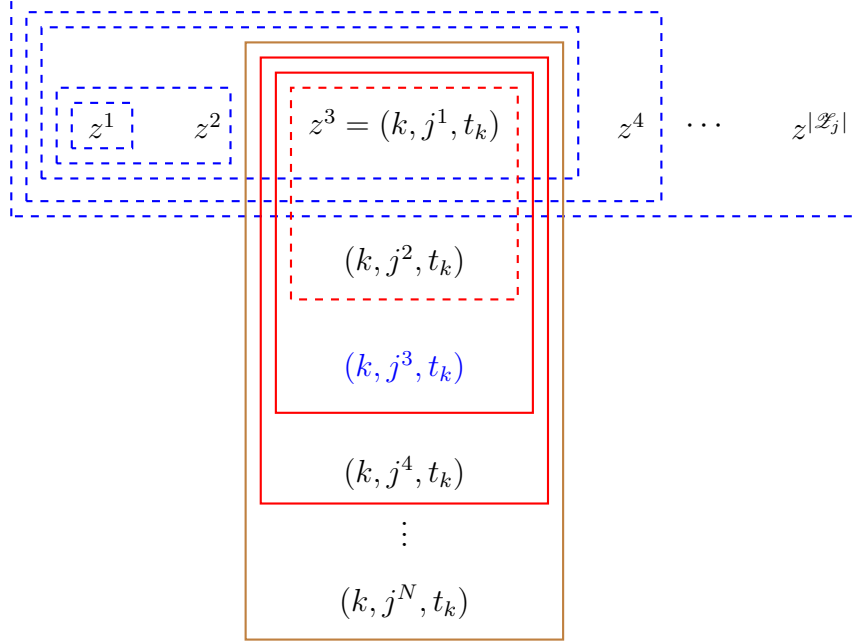 z^1 z^2 z^3 = (k, j^1, t_k) z^4 ⋯ z^{|𝒵_j|}
(k, j^2, t_k)
(k, j^3, t_k)
(k, j^4, t_k)
⋮
(k, j^N, t_k)